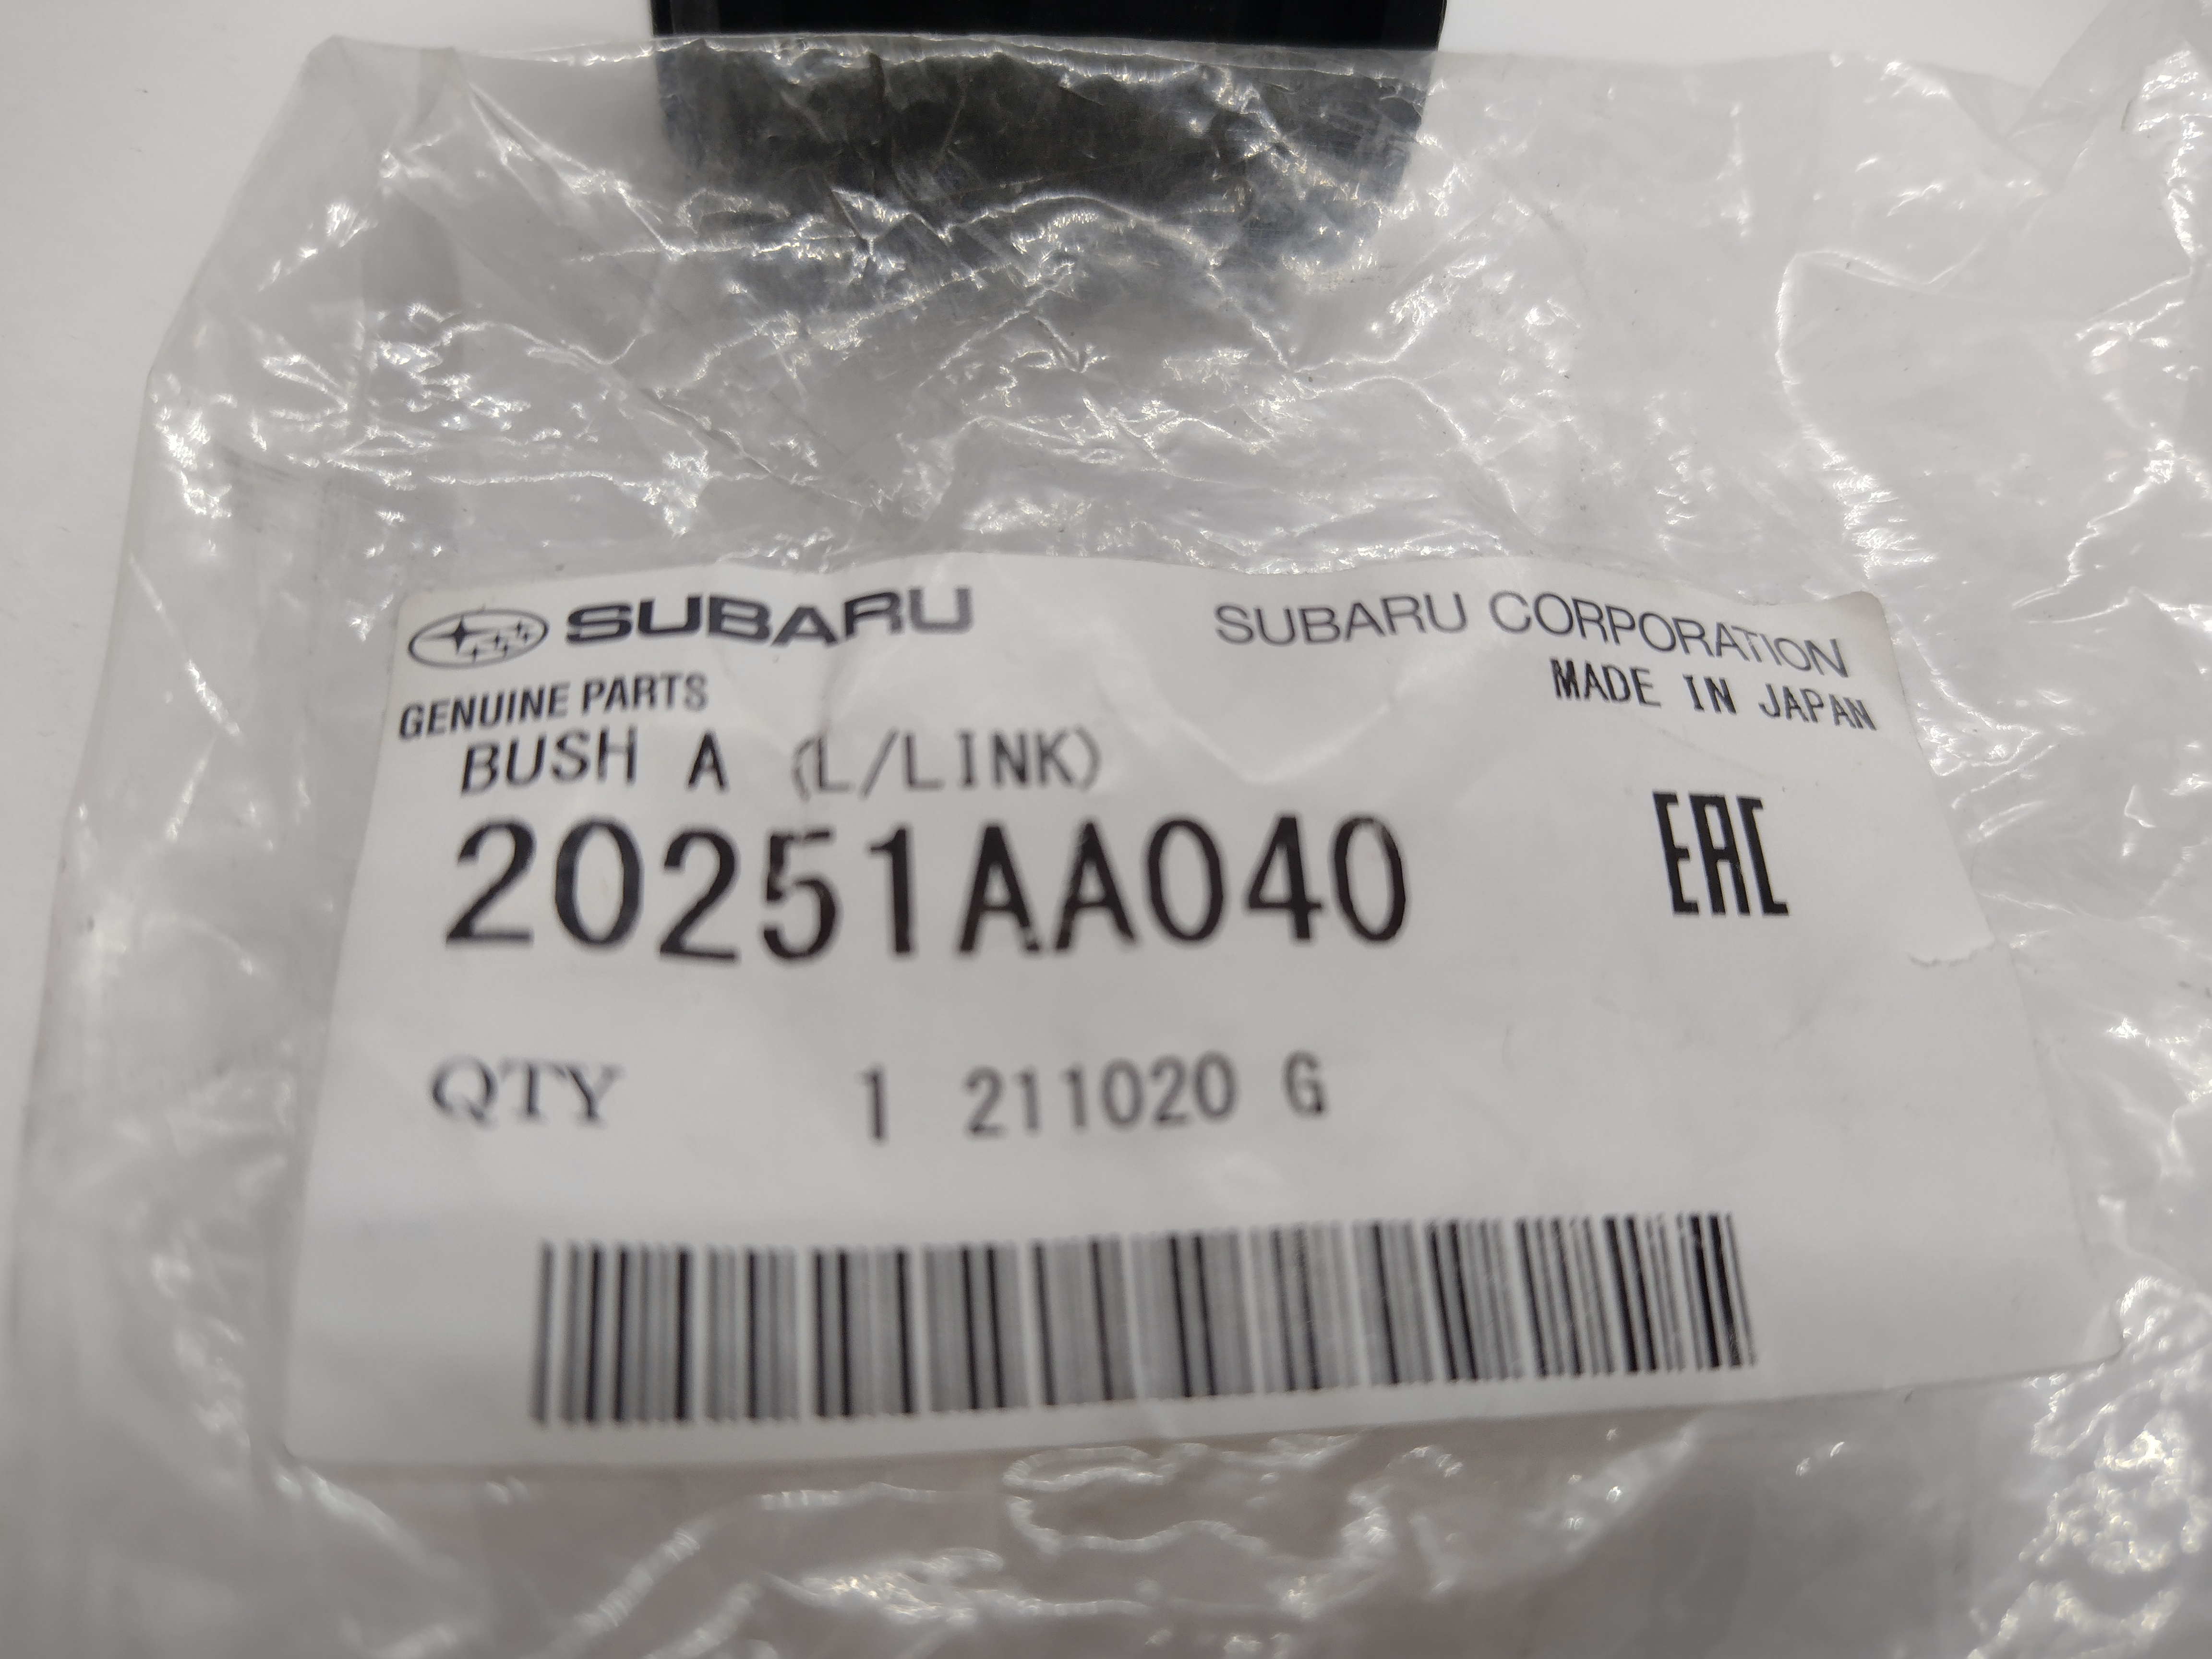 SUBARU SUBARU CORPORATION
GENUINE PARTS MADE IN JAPAN
BUSH A (L/LINK)
20251AA040 EAC
QTY 1 211020 G